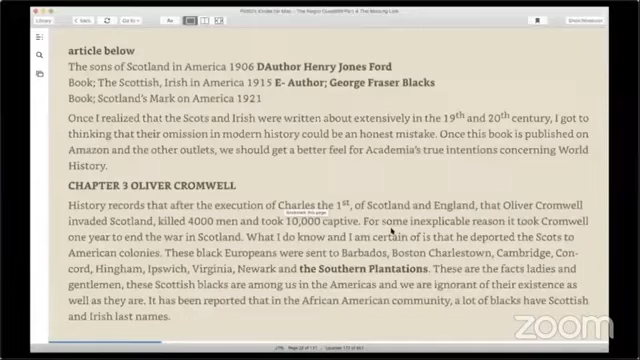 Library
Back
Go To
article below
The sons of Scotland in America 1906 DAuthor Henry Jones Ford
Book; The Scottish, Irish in America 1915 E- Author; George Fraser Blacks
Book; Scotland's Mark on America 1921
Once I realized that the Scots and Irish were written about extensively in the 19th and 20th century, I got to
thinking that their omission in modern history could be an honest mistake. Once this book is published on
Amazon and the other outlets, we should get a better feel for Academia's true intentions concerning World
History.
CHAPTER 3 OLIVER CROMWELL
History records that after the execution of Charles the 1st, of Scotland and England, that Oliver Cromwell
invaded Scotland, killed 4000 men and took 10,000 captive. For some inexplicable reason it took Cromwell
one year to end the war in Scotland. What I do know and I am certain of is that he deported the Scots to
American colonies. These black Europeans were sent to Barbados, Boston Charlestown, Cambridge, Con-
cord, Hingham, Ipswich, Virginia, Newark and the Southern Plantations. These are the facts ladies and
gentlemen, these Scottish blacks are among us in the Americas and we are ignorant of their existence as
well as they are. It has been reported that in the African American community, a lot of blacks have Scottish
and Irish last names.
zoom